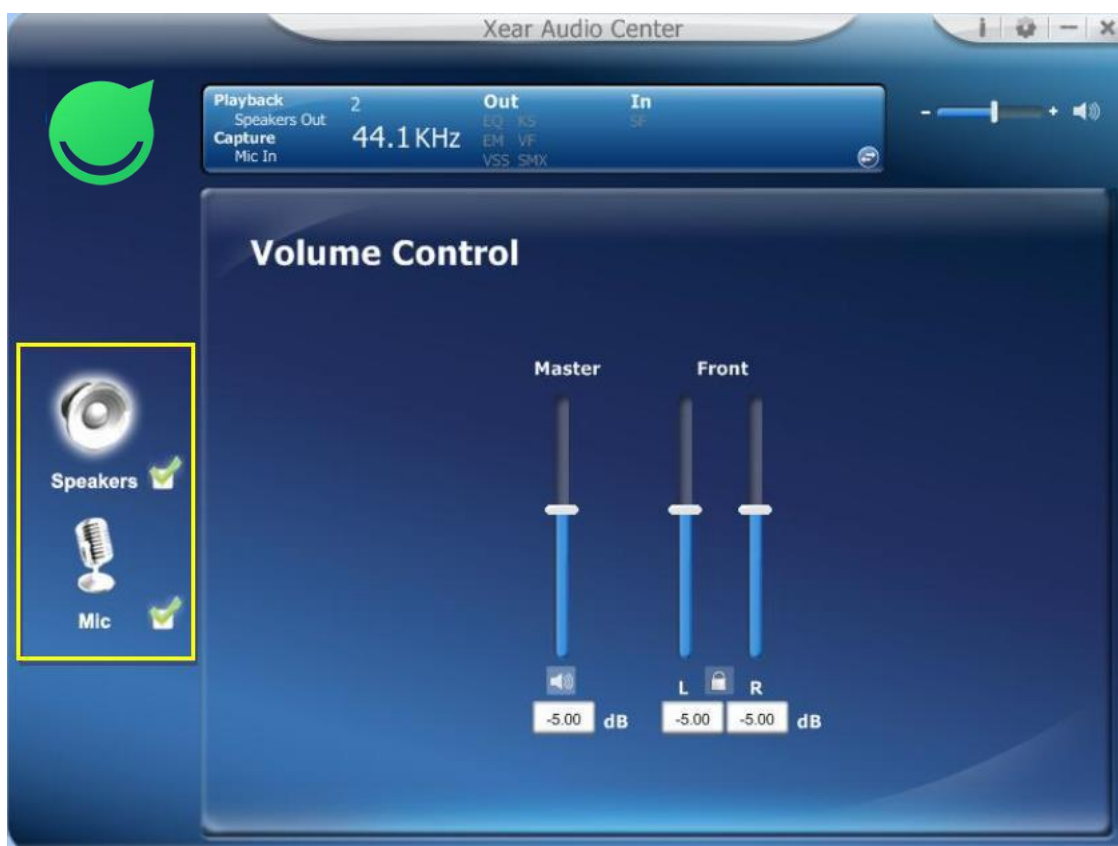 Xear Audio Center
i
Playback 2 Out In
Speakers Out EQ KS SF
Capture 44.1 KHz EM VF
Mic In VSS SMX
- +
Volume Control
Master Front
Speakers
Mic
L R
-5.00 dB -5.00 -5.00 dB